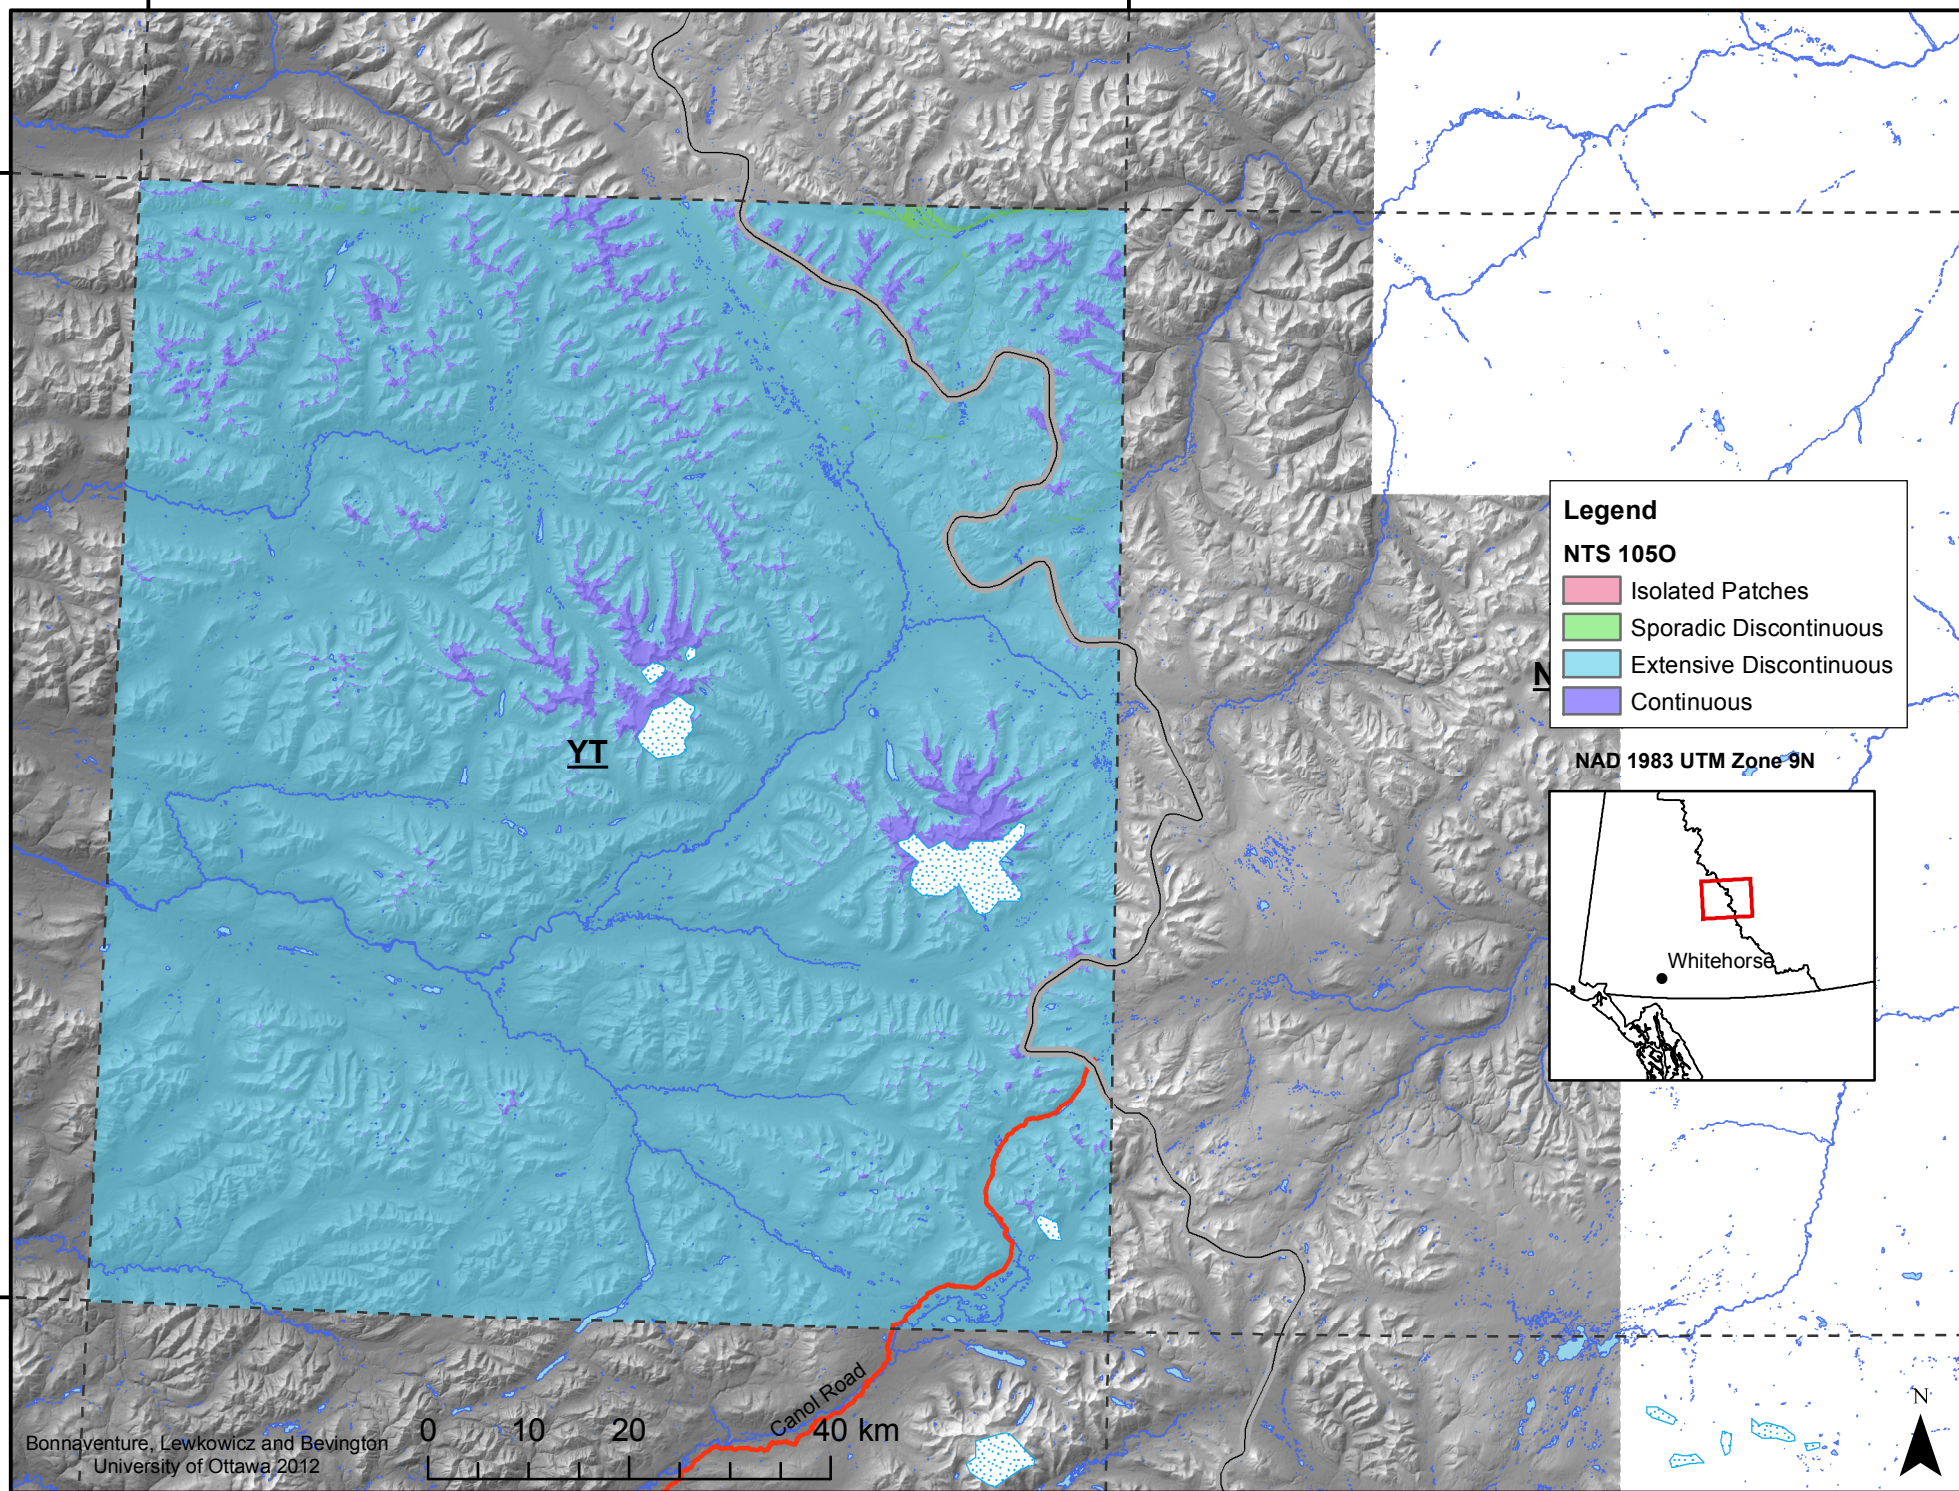 Legend
NTS 105O
Isolated Patches
Sporadic Discontinuous
Extensive Discontinuous
Continuous
N
NAD 1983 UTM Zone 9N
YT
Whitehorse
Canol Road
0 10 20 40 km
Bonnaventure, Lewkowicz and Bevington
University of Ottawa 2012
N